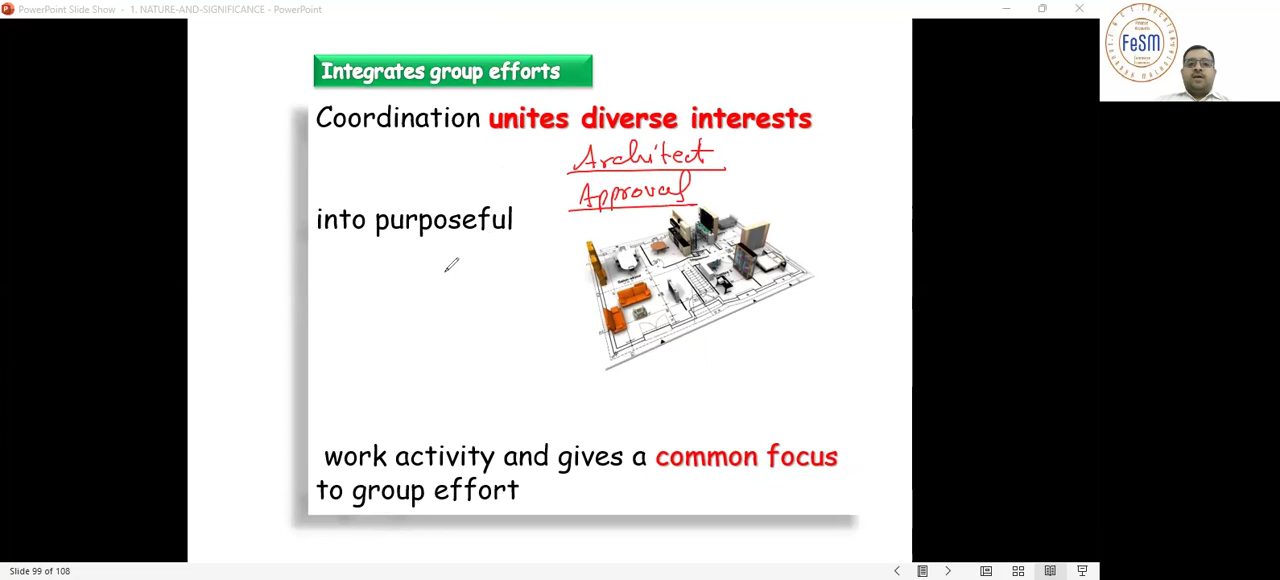 PowerPoint Slide Show - 1. NATURE-AND-SIGNIFICANCE - PowerPoint
FeSM
Integrates group efforts
Coordination unites diverse interests
Architect
Approval
into purposeful
work activity and gives a common focus
to group effort
Slide 99 of 108